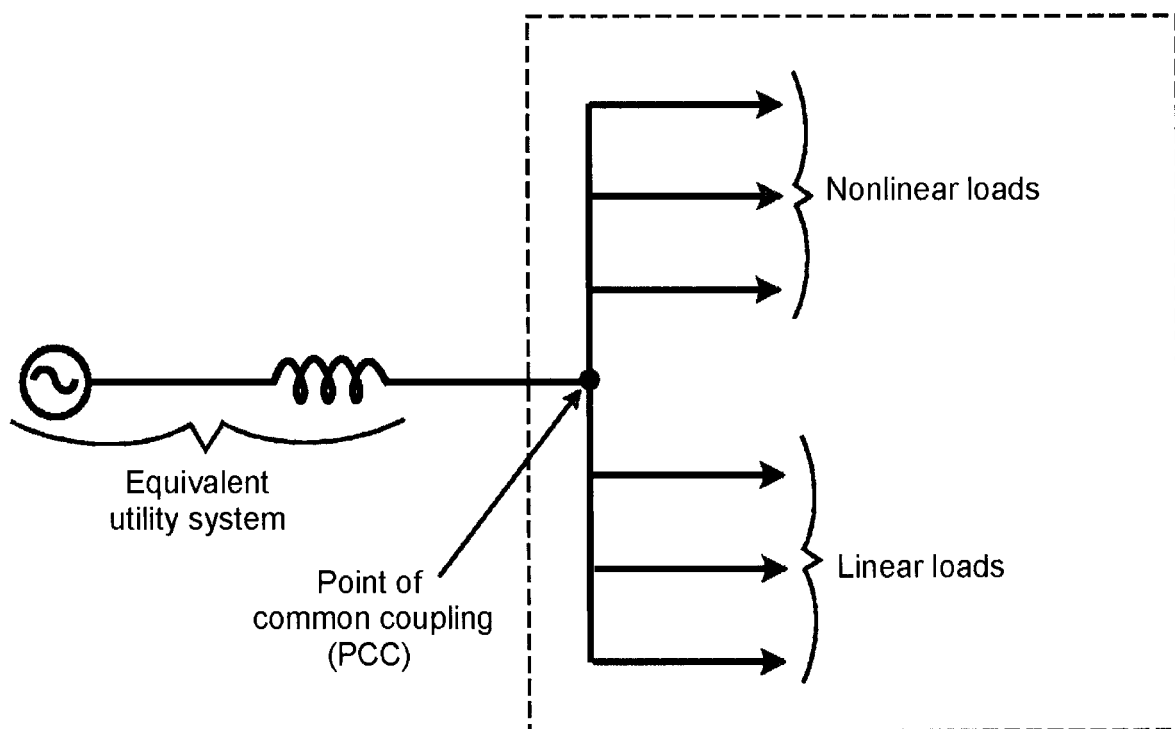 Nonlinear loads
Equivalent
utility system
Point of
common coupling
(PCC)
Linear loads